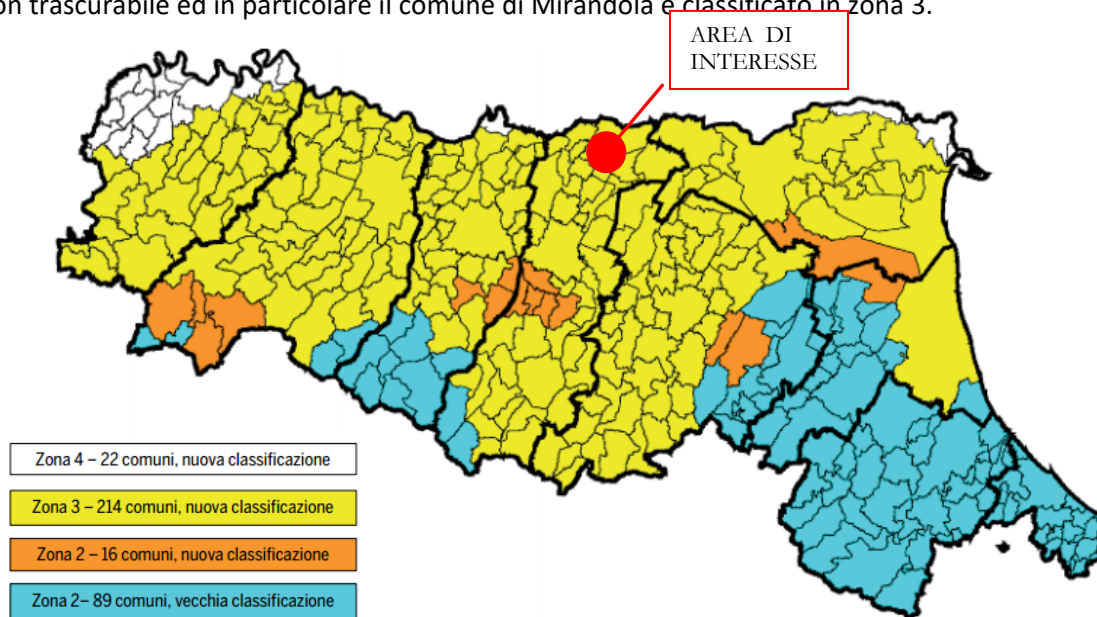 on trascurabile ed in particolare il comune di Mirandola è classificato in zona 3.
AREA DI
INTERESSE
Zona 4 – 22 comuni, nuova classificazione
Zona 3 – 214 comuni, nuova classificazione
Zona 2 – 16 comuni, nuova classificazione
Zona 2– 89 comuni, vecchia classificazione